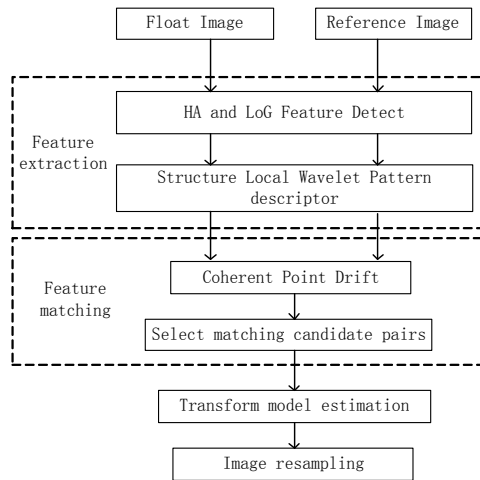 Float Image
Reference Image
HA and LoG Feature Detect
Feature
extraction
Structure Local Wavelet Pattern
descriptor
Coherent Point Drift
Feature
matching
Select matching candidate pairs
Transform model estimation
Image resampling